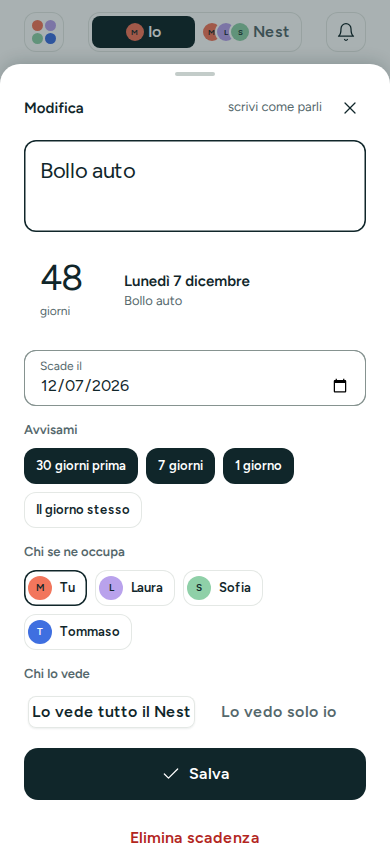 M Io M L S Nest
Modifica scrivi come parli
Bollo auto
48 Lunedì 7 dicembre
giorni Bollo auto
Scade il
12/07/2026
Avvisami
30 giorni prima 7 giorni 1 giorno
Il giorno stesso
Chi se ne occupa
M Tu L Laura S Sofia
T Tommaso
Chi lo vede
Lo vede tutto il Nest Lo vedo solo io
Salva
Elimina scadenza